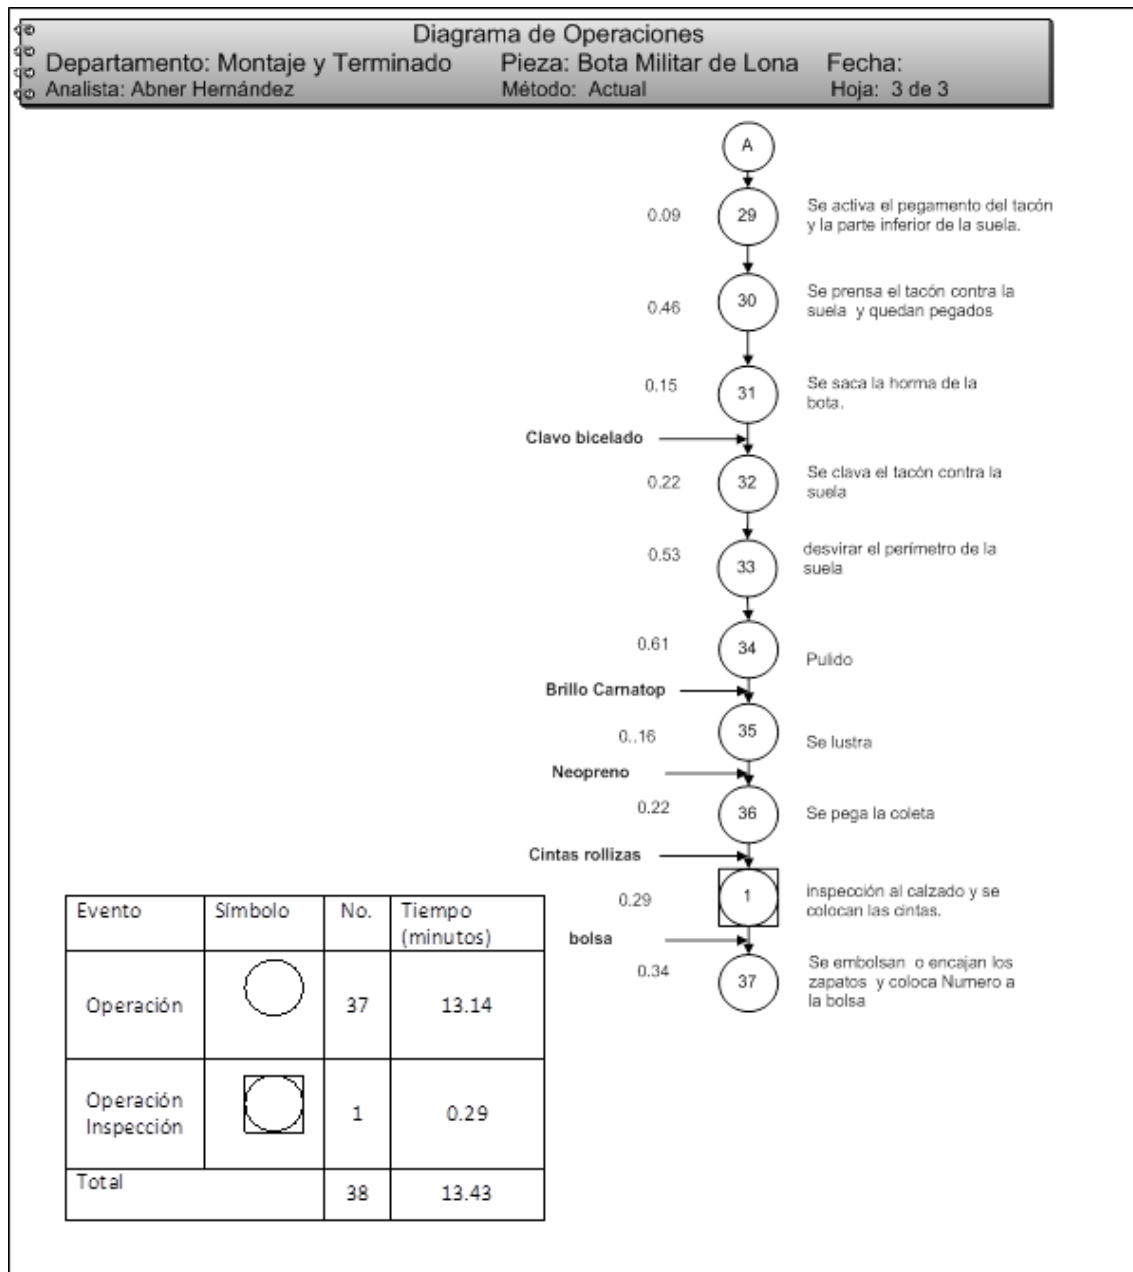 Diagrama de Operaciones
Departamento: Montaje y Terminado Pieza: Bota Militar de Lona Fecha:
Analista: Abner Hernández Método: Actual Hoja: 3 de 3
A
0.09 29 Se activa el pegamento del tacón
y la parte inferior de la suela.
0.46 30 Se prensa el tacón contra la
suela y quedan pegados
0.15 31 Se saca la horma de la
bota.
Clavo bicelado
0.22 32 Se clava el tacón contra la
suela
0.53 33 desvirar el perímetro de la
suela
0.61 34 Pulido
Brillo Carnatop
0..16 35 Se lustra
Neopreno
0.22 36 Se pega la coleta
Cintas rollizas
0.29 1 inspección al calzado y se
colocan las cintas.
bolsa
0.34 37 Se embolsan o encajan los
zapatos y coloca Numero a
la bolsa
Evento Símbolo No. Tiempo
(minutos)
Operación 37 13.14
Operación
Inspección 1 0.29
Total 38 13.43